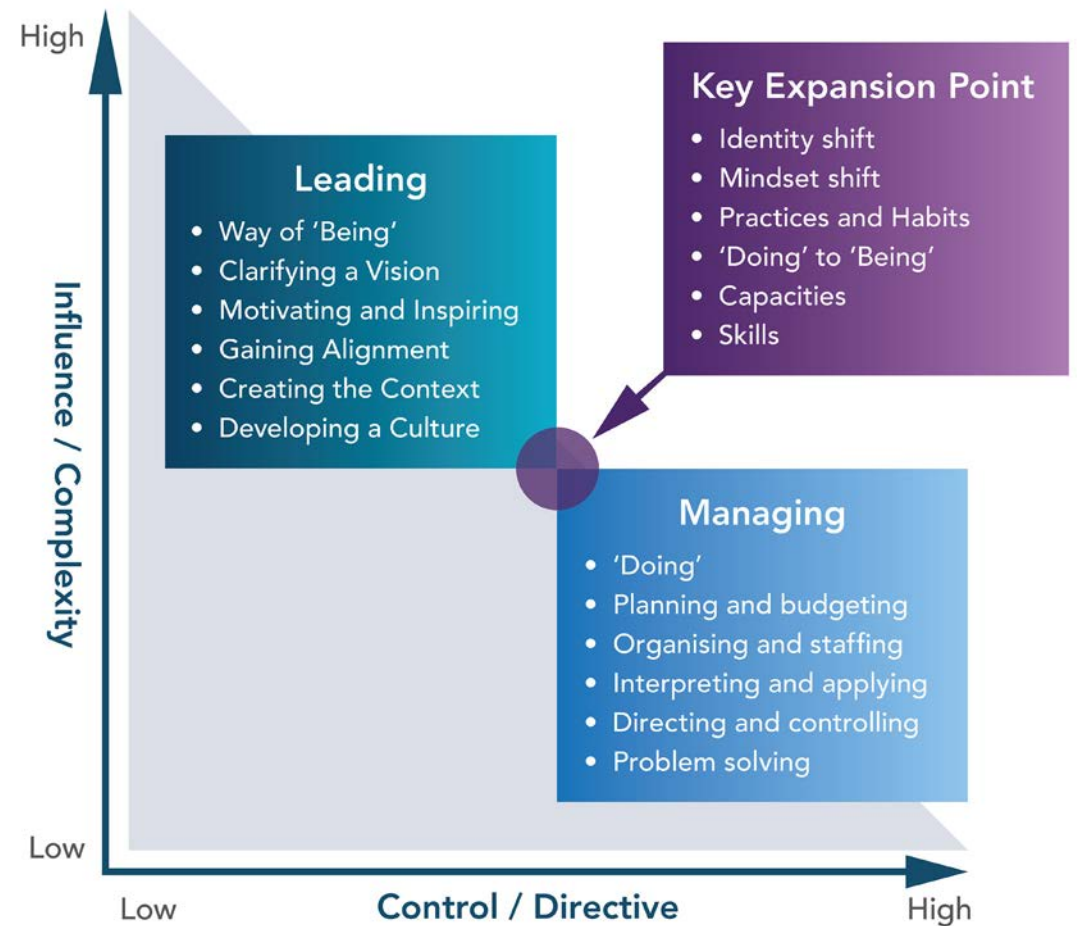 High
Key Expansion Point
• Identity shift
• Mindset shift
• Practices and Habits
• ‘Doing’ to ‘Being’
• Capacities
• Skills
Leading
• Way of ‘Being’
• Clarifying a Vision
• Motivating and Inspiring
• Gaining Alignment
• Creating the Context
• Developing a Culture
Influence / Complexity
Managing
• ‘Doing’
• Planning and budgeting
• Organising and staffing
• Interpreting and applying
• Directing and controlling
• Problem solving
Low
Low
Control / Directive
High